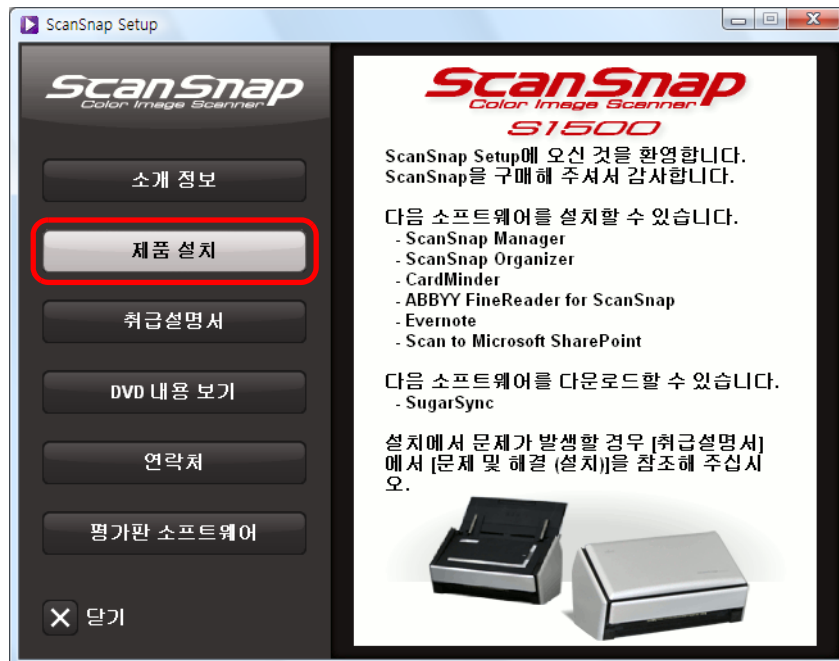 ScanSnap Setup
ScanSnap
Color Image Scanner
소개 정보
제품 설치
취급설명서
DVD 내용 보기
연락처
평가판 소프트웨어
닫기
ScanSnap
Color Image Scanner
S1500
ScanSnap Setup에 오신 것을 환영합니다.
ScanSnap을 구매해 주셔서 감사합니다.
다음 소프트웨어를 설치할 수 있습니다.
- ScanSnap Manager
- ScanSnap Organizer
- CardMinder
- ABBYY FineReader for ScanSnap
- Evernote
- Scan to Microsoft SharePoint
다음 소프트웨어를 다운로드할 수 있습니다.
- SugarSync
설치에서 문제가 발생할 경우 [취급설명서]
에서 [문제 및 해결 (설치)]을 참조해 주십시
오.